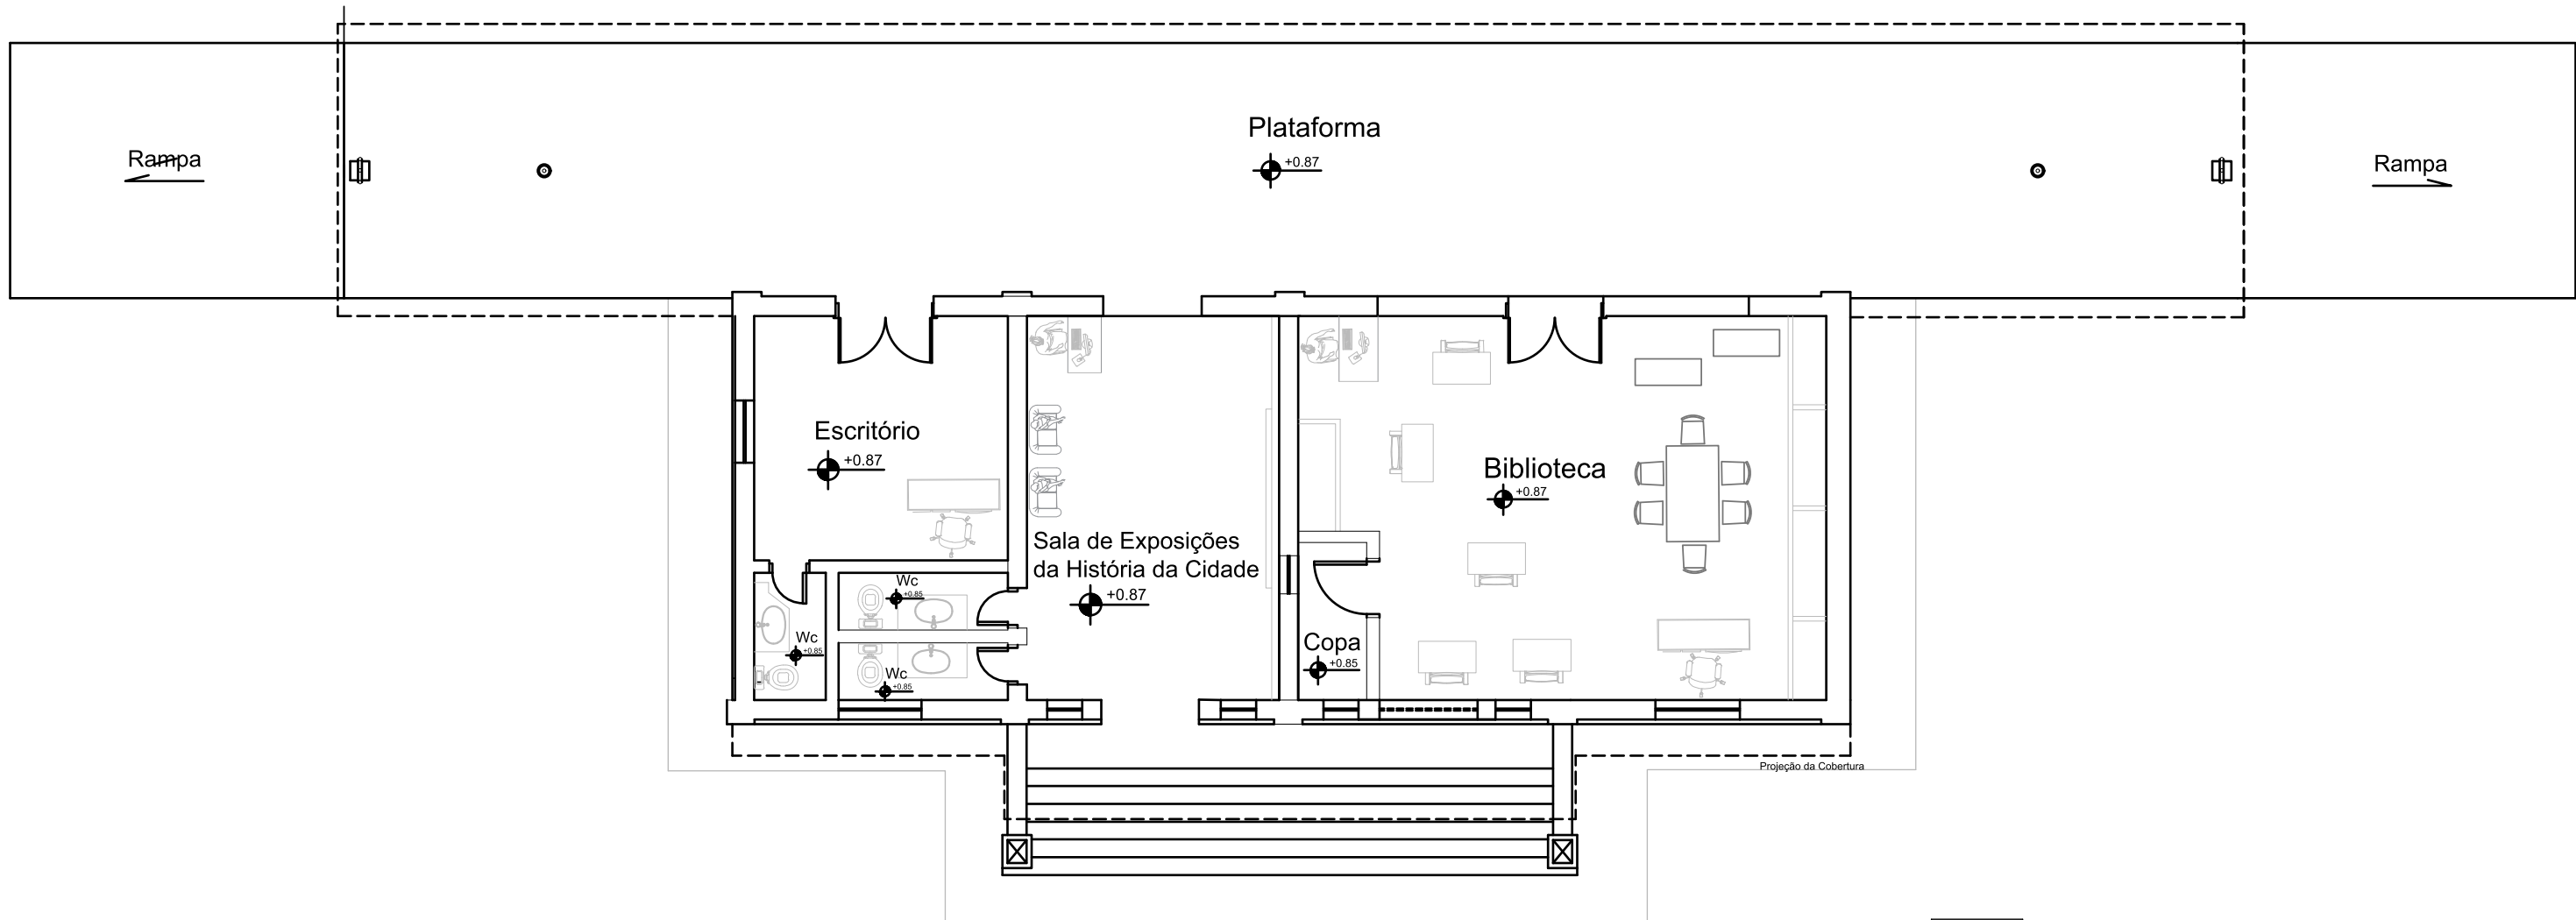 Plataforma
+0.87
Rampa
Rampa
Escritório
+0.87
Biblioteca
+0.87
Sala de Exposições
da História da Cidade
+0.87
Wc
+0.85
Wc
+0.85
Wc
+0.85
Copa
+0.85
Projeção da Cobertura